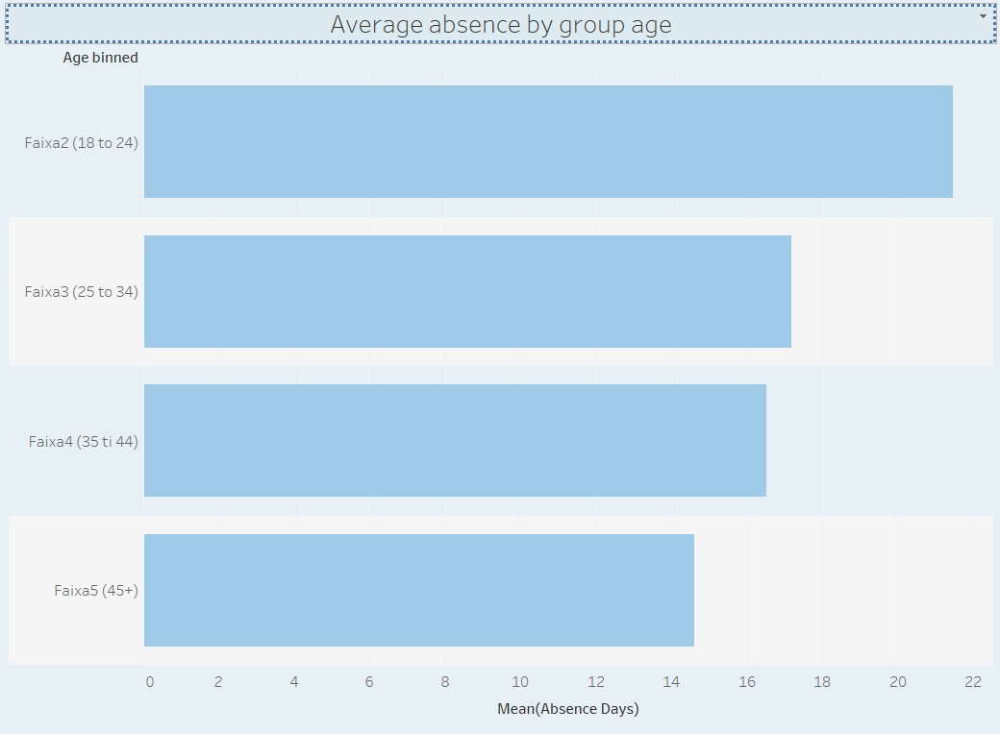 Average absence by group age
Age binned
Faixa2 (18 to 24)
Faixa3 (25 to 34)
Faixa4 (35 ti 44)
Faixa5 (45+)
0 2 4 6 8 10 12 14 16 18 20 22
Mean(Absence Days)